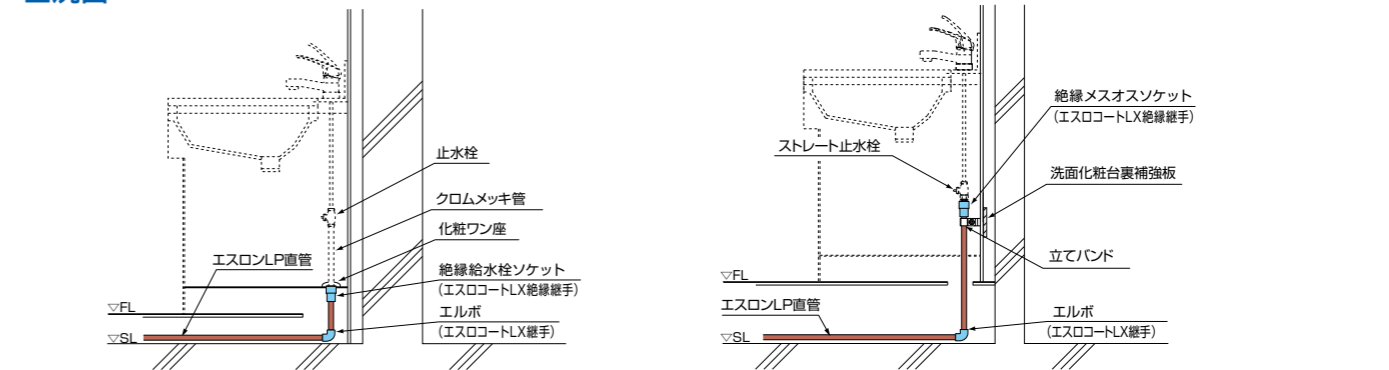 止水栓
クロムメッキ管
化粧ワン座
エスロンLP直管
絶縁給水栓ソケット
(エスロコートLX絶縁継手)
▽FL
エルボ
(エスロコートLX継手)
▽SL
絶縁メスオスソケット
(エスロコートLX絶縁継手)
ストレート止水栓
洗面化粧台裏補強板
立てバンド
▽FL
エスロンLP直管
エルボ
(エスロコートLX継手)
▽SL